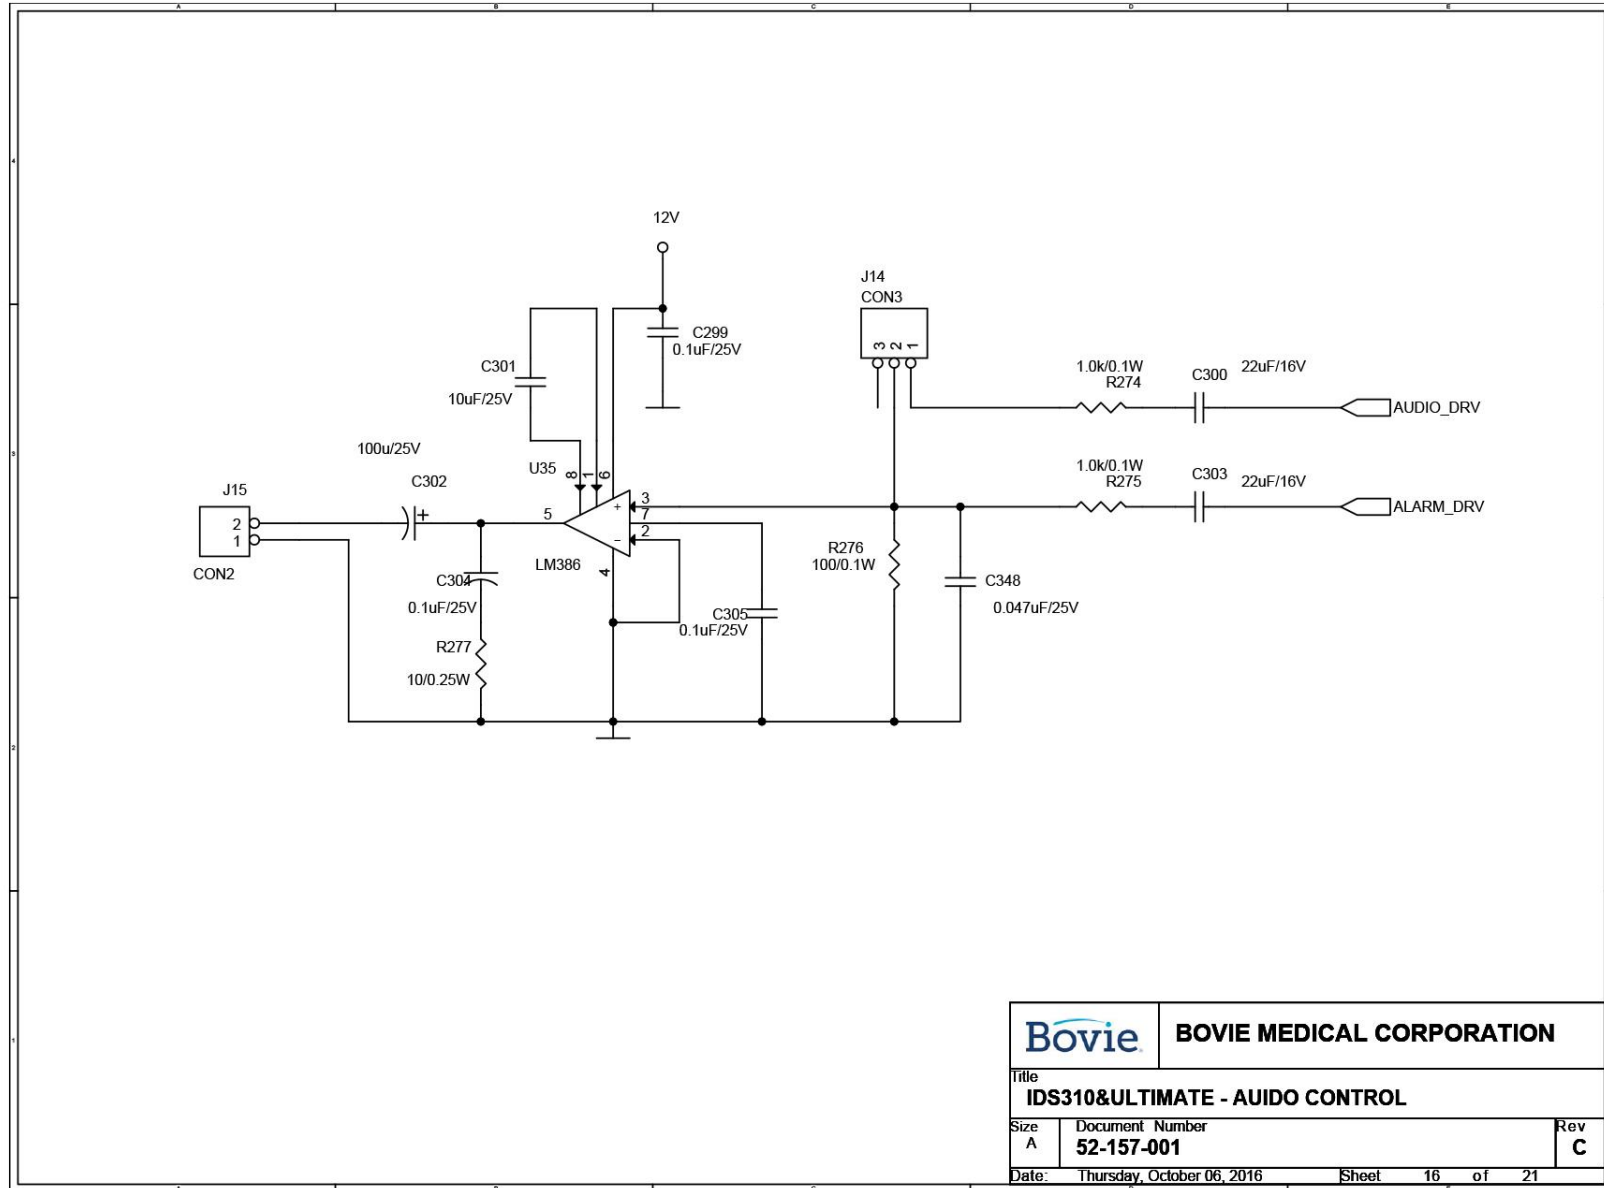 A B C D E
4
12V
J14
CON3
C299
0.1uF/25V
3 2 1
C301
10uF/25V
1.0k/0.1W
R274
C300
22uF/16V
AUDIO_DRV
3
100u/25V
C302
U35
8 1 6
1.0k/0.1W
R275
C303
22uF/16V
ALARM_DRV
J15
2
1
CON2
+
5
+
-
3
7
2
4
LM386
R276
100/0.1W
C304
0.1uF/25V
C305
0.1uF/25V
C348
0.047uF/25V
R277
10/0.25W
2
1
Bovie
BOVIE MEDICAL CORPORATION
Title
IDS310&ULTIMATE - AUIDO CONTROL
Size
A
Document Number
52-157-001
Rev
C
Date: Thursday, October 06, 2016 Sheet 16 of 21
A B C D E